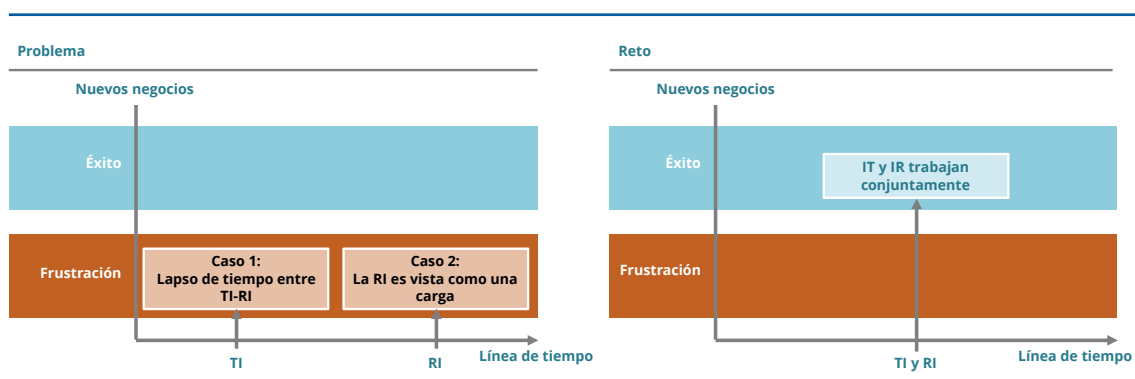 Problema
Nuevos negocios
Éxito
Frustración
Caso 1:
Lapso de tiempo entre
TI-RI
Caso 2:
La RI es vista como una
carga
TI
RI
Línea de tiempo
Reto
Nuevos negocios
Éxito
IT y IR trabajan
conjuntamente
Frustración
TI y RI
Línea de tiempo